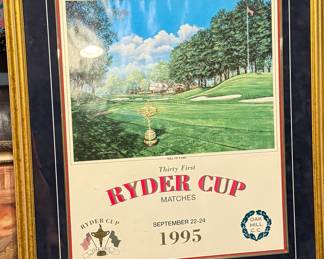 Thirty First
RYDER CUP
MATCHES
SEPTEMBER 22-24
1995
RYDER CUP
OAK
HILL
C.C.